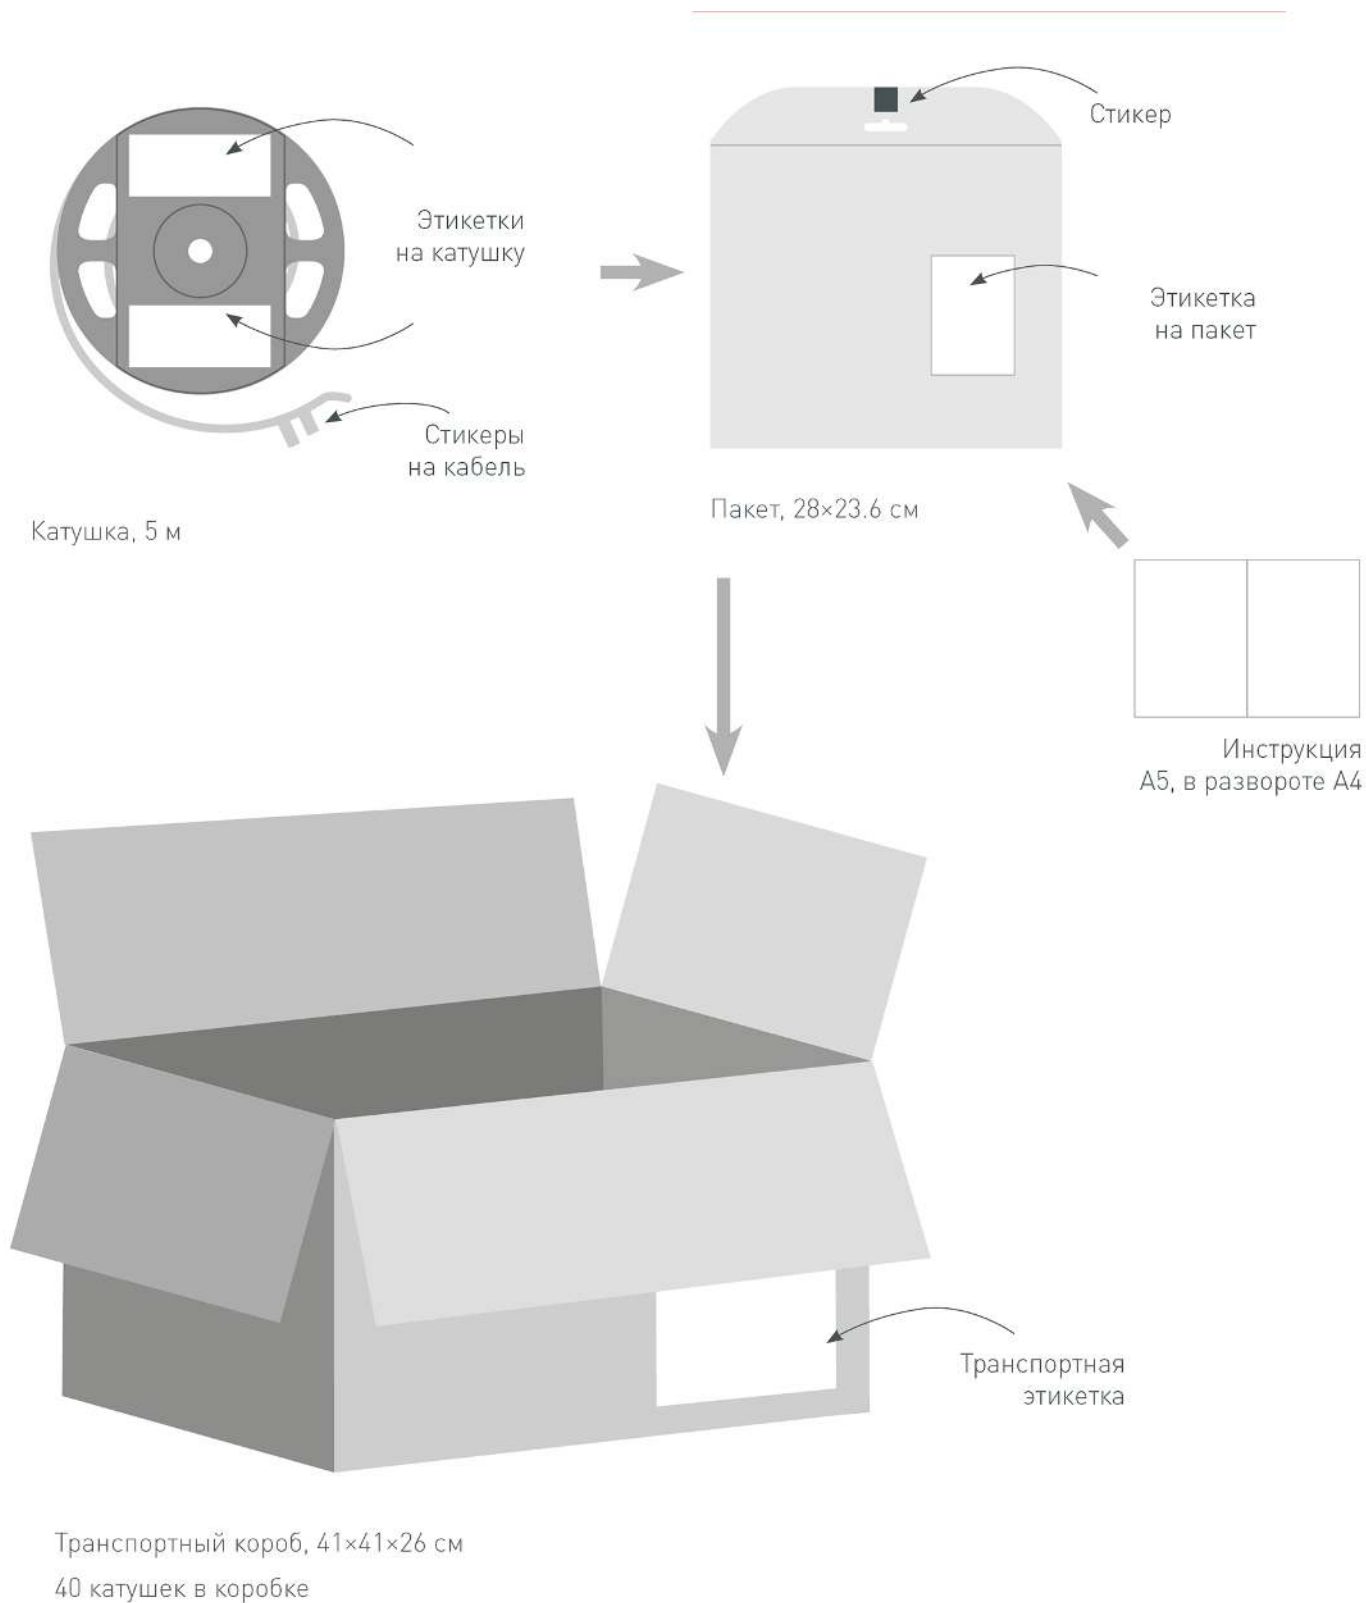 Стикер
Этикетки
на катушку
Этикетка
на пакет
Стикеры
на кабель
Катушка, 5 м
Пакет, 28×23.6 см
Инструкция
А5, в развороте А4
Транспортная
этикетка
Транспортный короб, 41×41×26 см
40 катушек в коробке